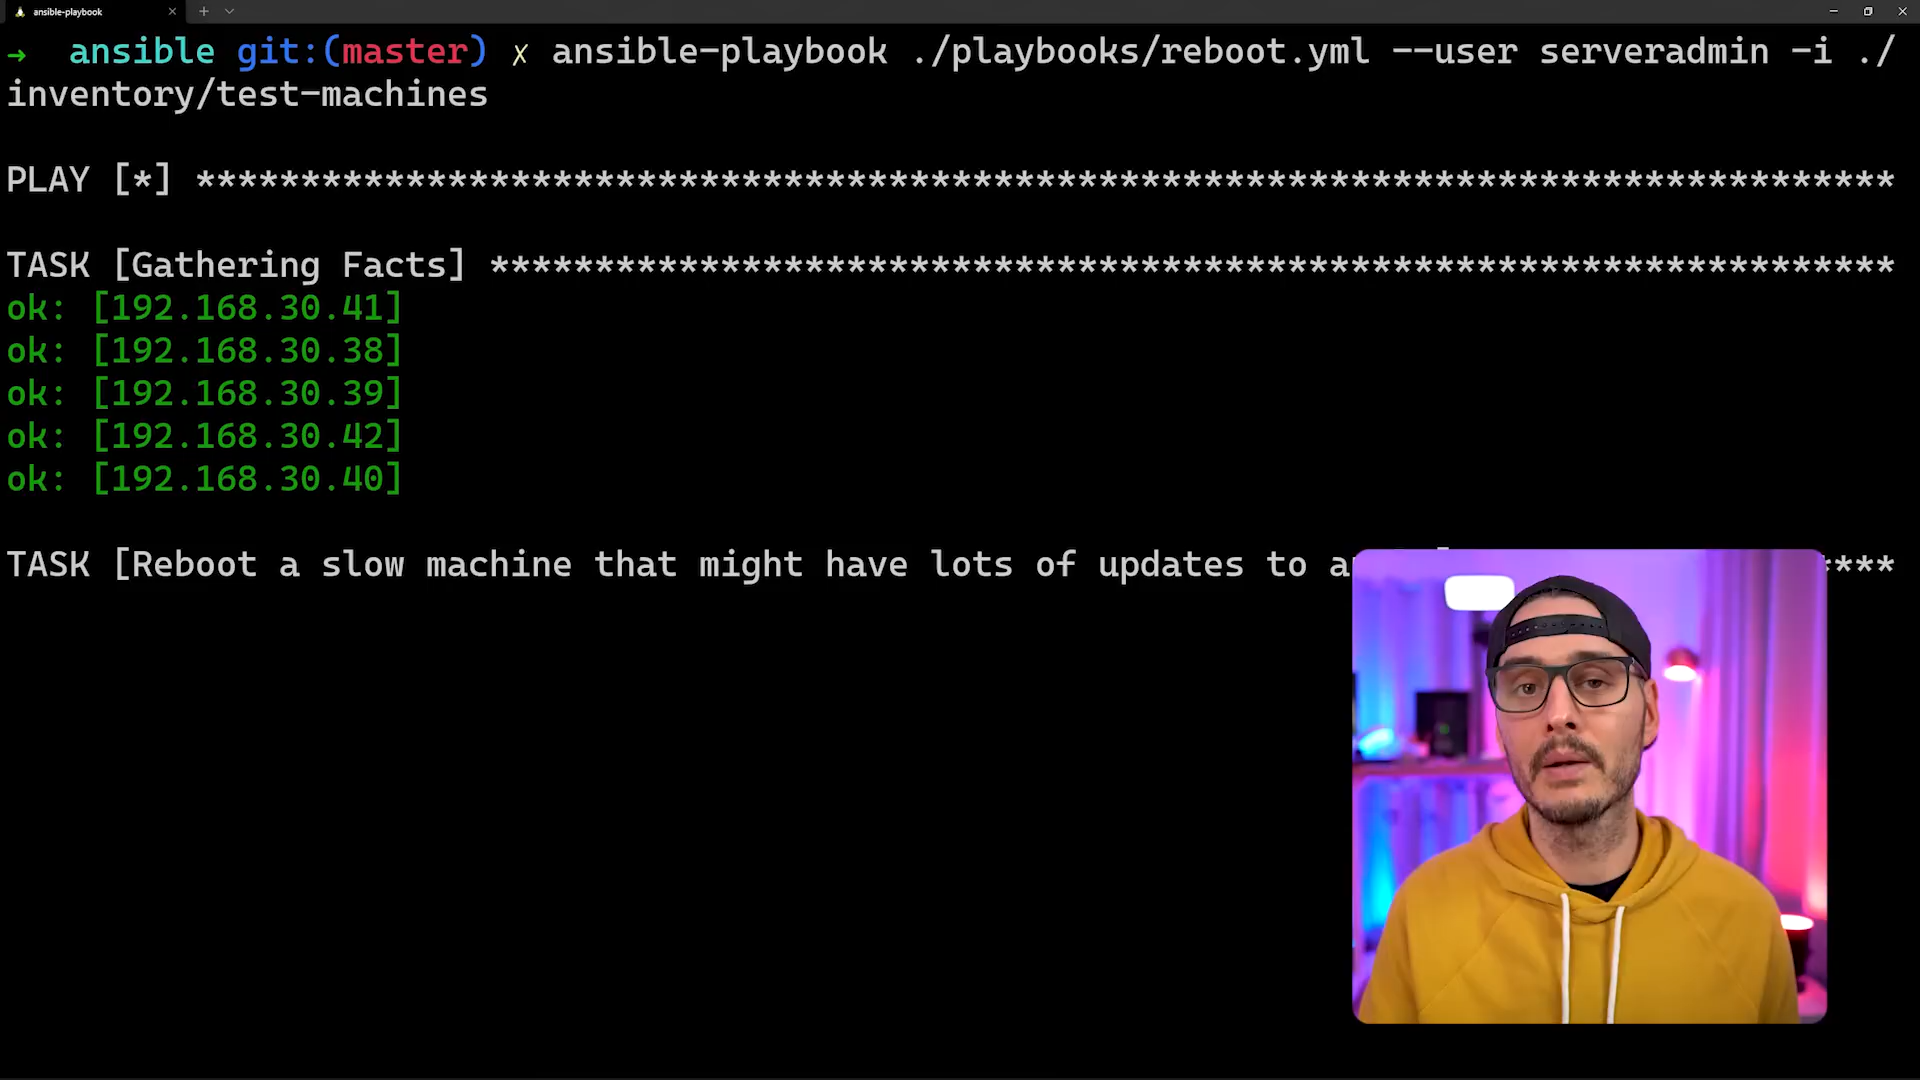 ansible-playbook
→ ansible git:(master) ✗ ansible-playbook ./playbooks/reboot.yml --user serveradmin -i ./
inventory/test-machines
PLAY [*] *********************************************************************************
TASK [Gathering Facts] *******************************************************************
ok: [192.168.30.41]
ok: [192.168.30.38]
ok: [192.168.30.39]
ok: [192.168.30.42]
ok: [192.168.30.40]
TASK [Reboot a slow machine that might have lots of updates to ****